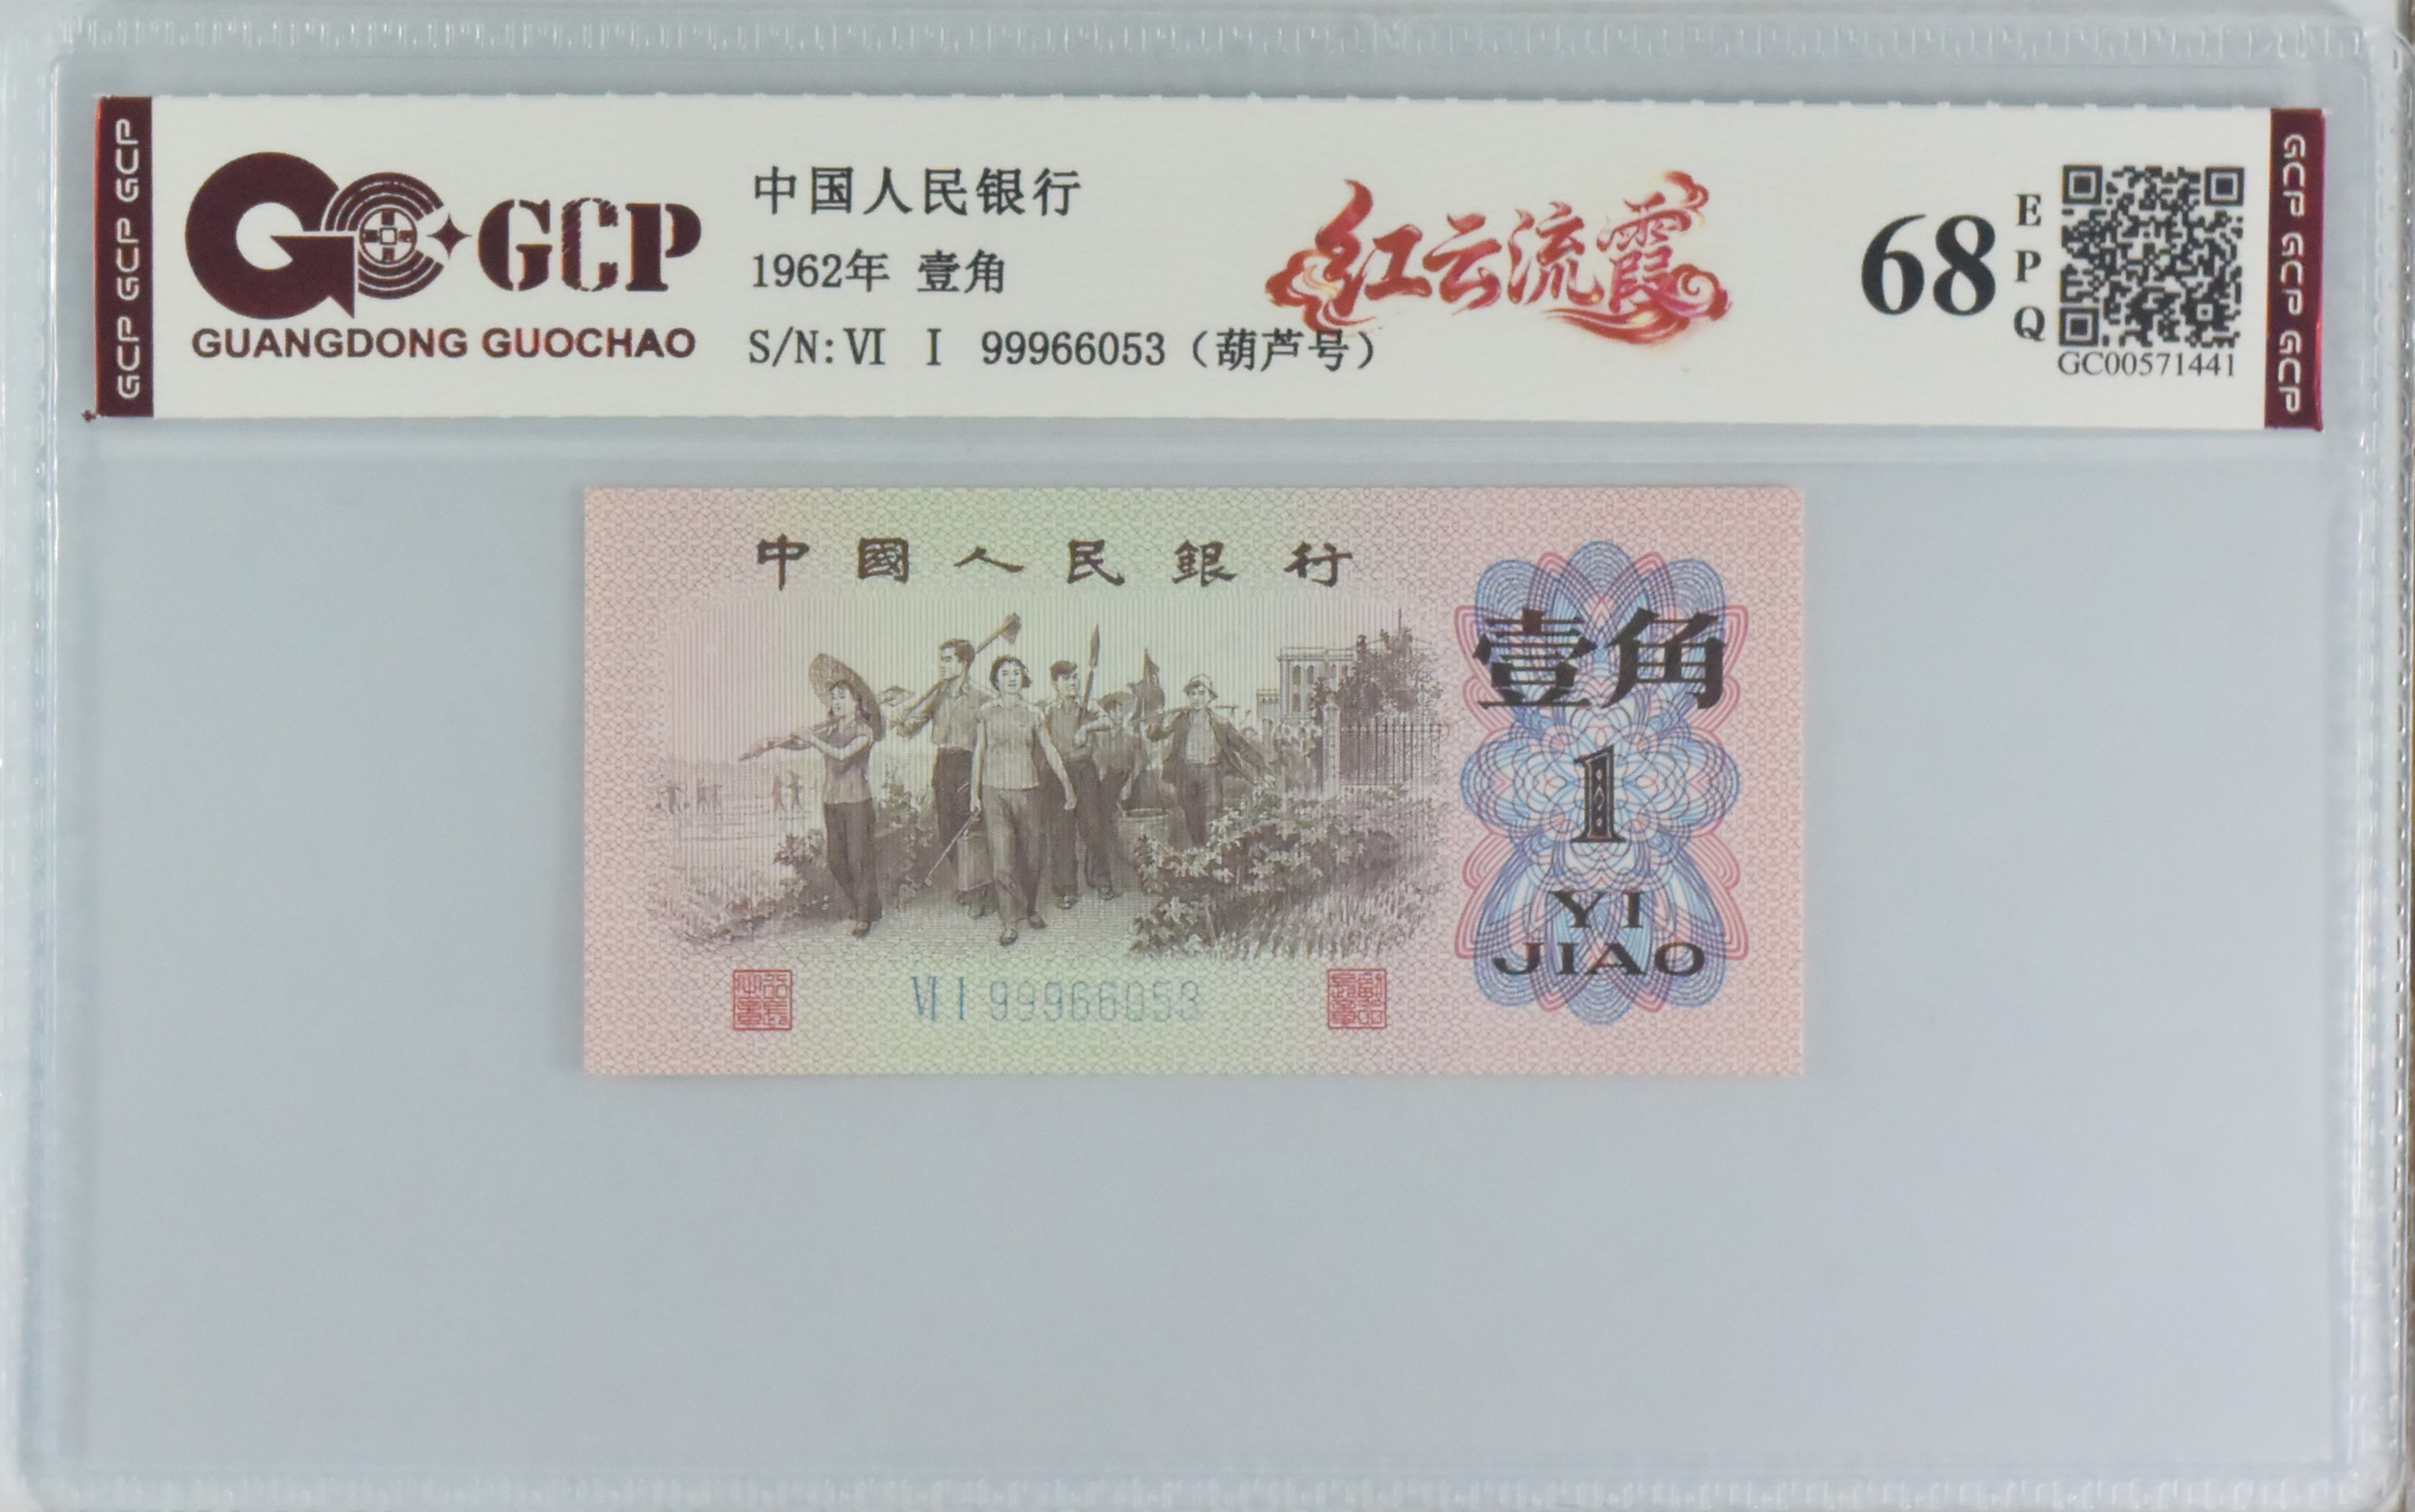 GCP GCP GCP
GCP
GUANGDONG GUOCHAO
中国人民银行
1962年 壹角
S/N:Ⅵ Ⅰ 99966053（葫芦号）
红云流霞
68
EPQ
GC00571441
GCP GCP GCP
中國人民銀行
壹角
1
YI
JIAO
Ⅵ Ⅰ 99966053